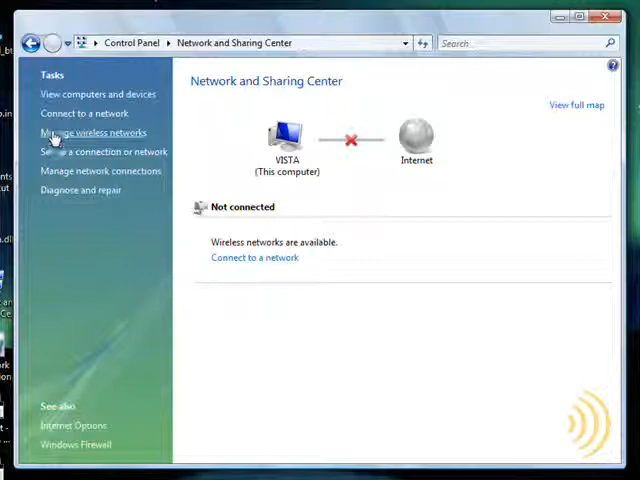 Control Panel Network and Sharing Center
Search...
Tasks
View computers and devices
Connect to a network
wireless networks
a connection or network
Manage network connections
Diagnose and repair
See also
Internet Options
Windows Firewall
Network and Sharing Center
View full map
VISTA
(This computer)
Internet
Not connected
Wireless networks are available.
Connect to a network